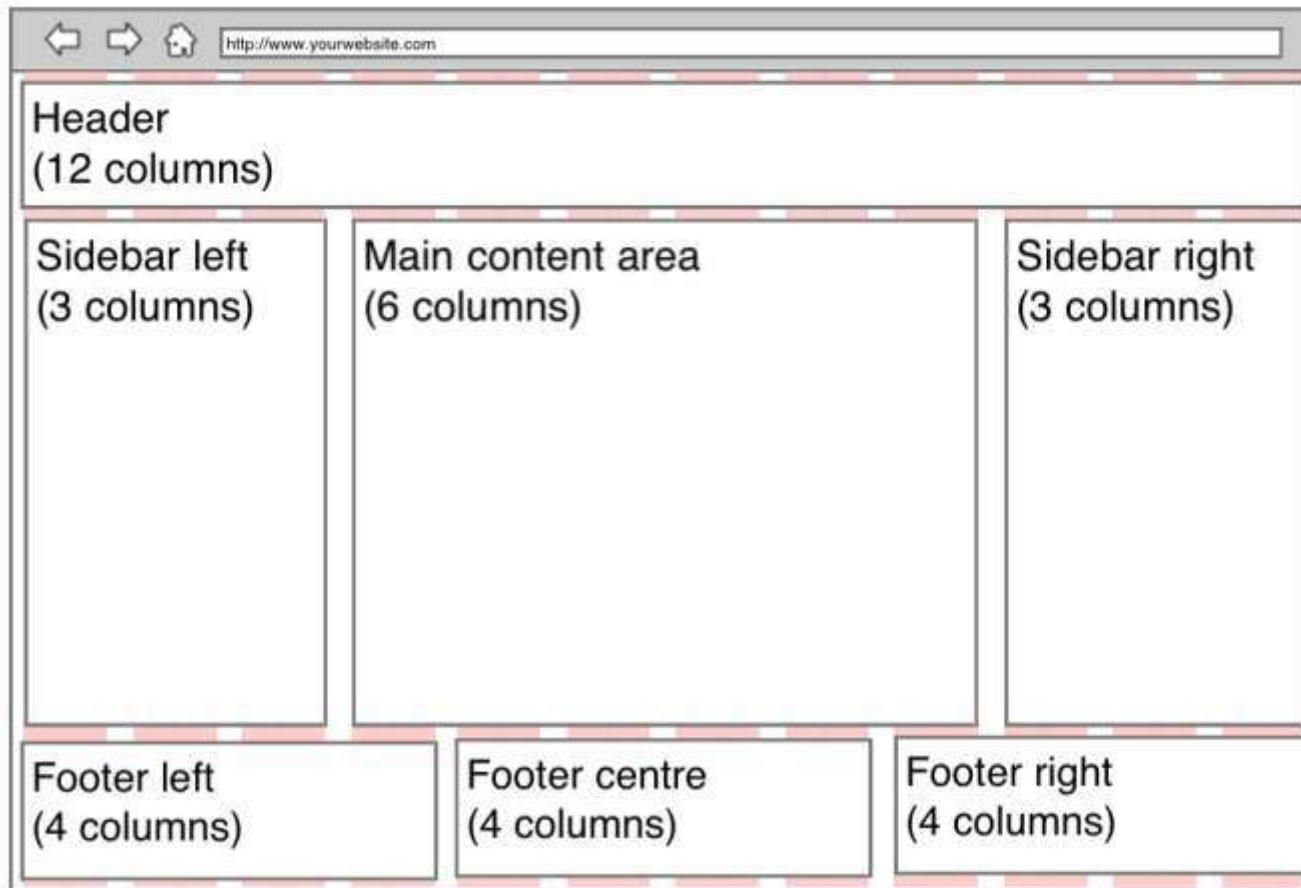 http://www.yourwebsite.com
Header
(12 columns)
Sidebar left
(3 columns)
Main content area
(6 columns)
Sidebar right
(3 columns)
Footer left
(4 columns)
Footer centre
(4 columns)
Footer right
(4 columns)